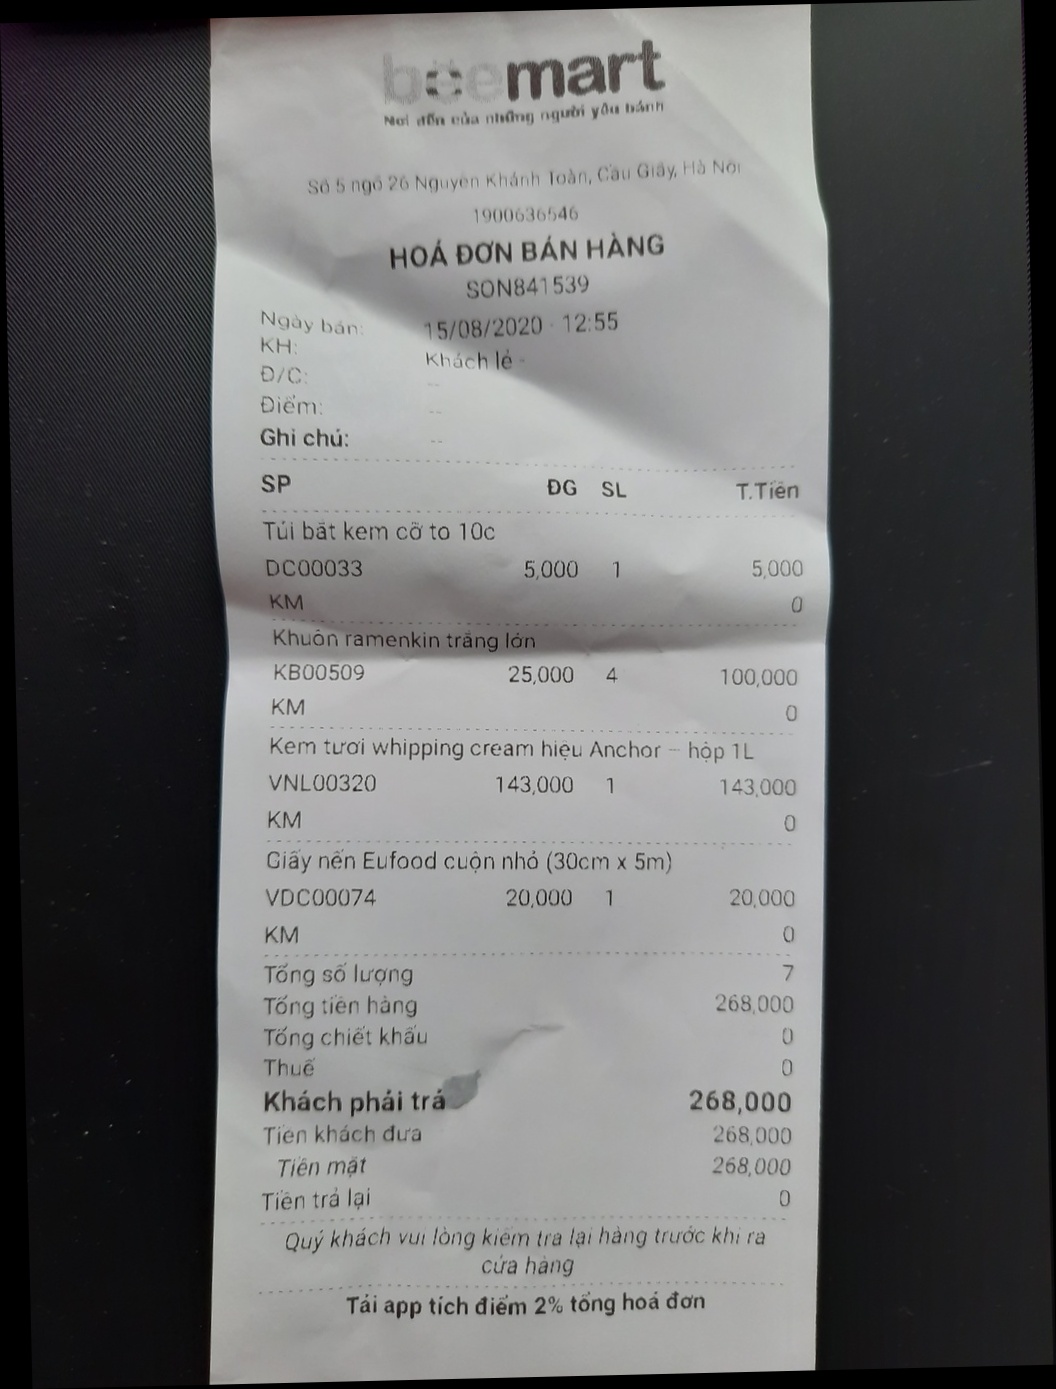 beemart
Nơi đến của những người yêu bánh
Số 5 ngõ 26 Nguyễn Khánh Toàn, Cầu Giấy, Hà Nội
1900636546
HOÁ ĐƠN BÁN HÀNG
SON841539
Ngày bán: 15/08/2020 - 12:55
KH: Khách lẻ -
Đ/C: --
Điểm: --
Ghi chú: --
SP ĐG SL T.Tiền
Túi bắt kem cỡ to 10c
DC00033 5,000 1 5,000
KM 0
Khuôn ramenkin trắng lớn
KB00509 25,000 4 100,000
KM 0
Kem tươi whipping cream hiệu Anchor – hộp 1L
VNL00320 143,000 1 143,000
KM 0
Giấy nến Eufood cuộn nhỏ (30cm x 5m)
VDC00074 20,000 1 20,000
KM 0
Tổng số lượng 7
Tổng tiền hàng 268,000
Tổng chiết khấu 0
Thuế 0
Khách phải trả 268,000
Tiền khách đưa 268,000
Tiền mặt 268,000
Tiền trả lại 0
Quý khách vui lòng kiểm tra lại hàng trước khi ra
cửa hàng
Tải app tích điểm 2% tổng hoá đơn